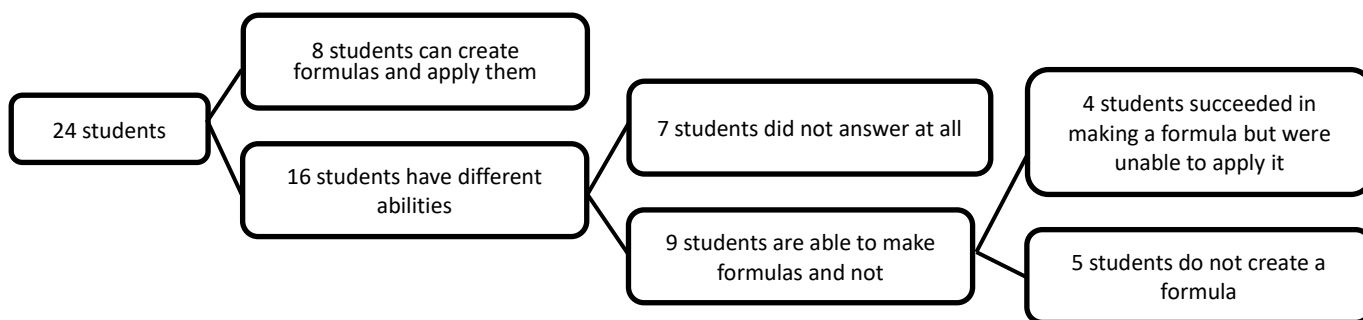 24 students
8 students can create
formulas and apply them
16 students have different
abilities
7 students did not answer at all
9 students are able to make
formulas and not
4 students succeeded in
making a formula but were
unable to apply it
5 students do not create a
formula